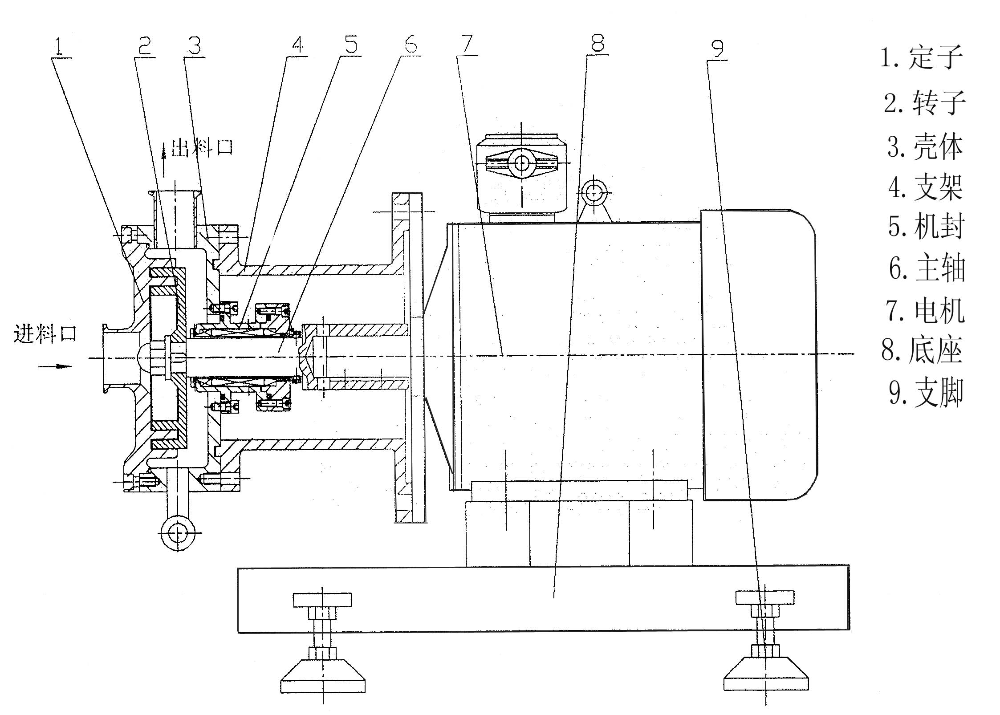 1 2 3 4 5 6 7 8 9
出料口
进料口
1. 定子
2. 转子
3. 壳体
4. 支架
5. 机封
6. 主轴
7. 电机
8. 底座
9. 支脚